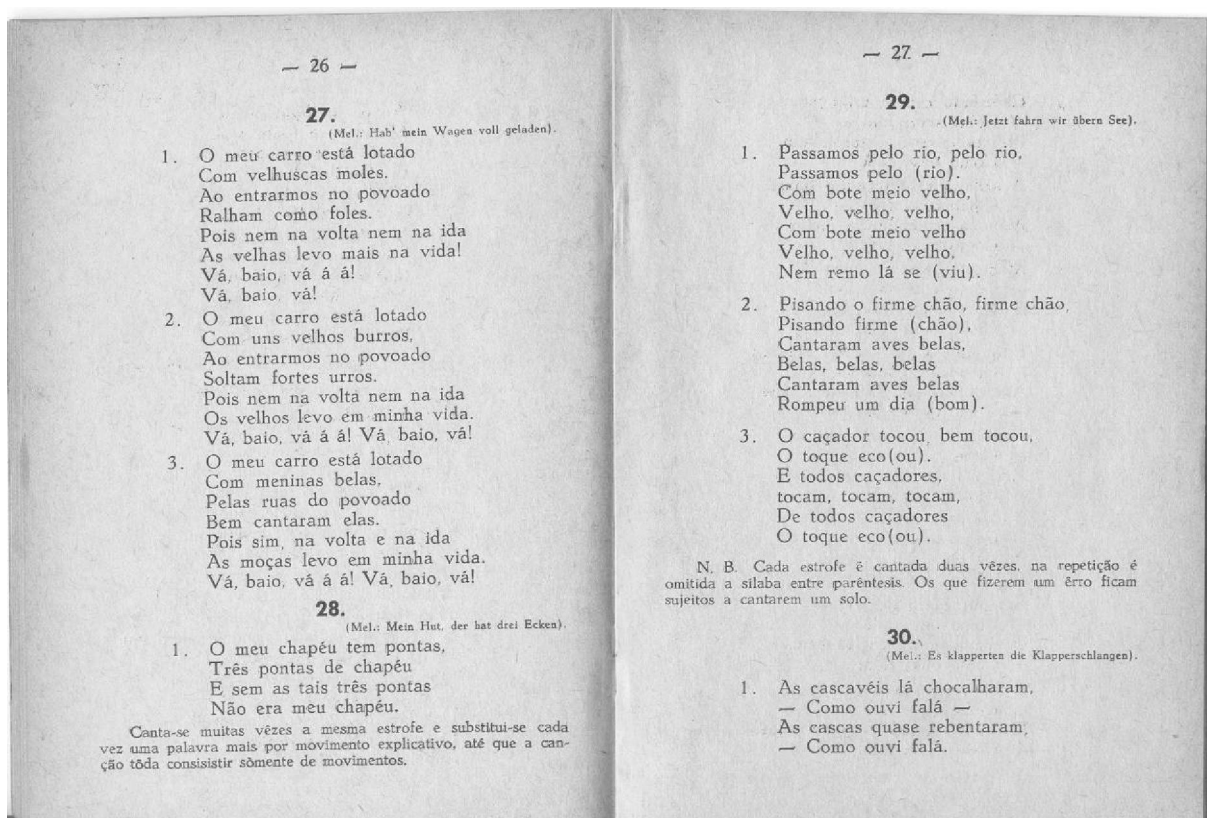 — 26 —
27.
(Mel.: Hab' mein Wagen voll geladen).
1. O meu carro está lotado
Com velhuscas moles.
Ao entrarmos no povoado
Ralham como foles.
Pois nem na volta nem na ida
As velhas levo mais na vida!
Vá, baio, vá á á!
Vá, baio, vá!
2. O meu carro está lotado
Com uns velhos burros,
Ao entrarmos no povoado
Soltam fortes urros.
Pois nem na volta nem na ida
Os velhos levo em minha vida.
Vá, baio, vá á á! Vá, baio, vá!
3. O meu carro está lotado
Com meninas belas,
Pelas ruas do povoado
Bem cantaram elas.
Pois sim, na volta e na ida
As moças levo em minha vida.
Vá, baio, vá á á! Vá, baio, vá!
28.
(Mel.: Mein Hut, der hat drei Ecken).
1. O meu chapéu tem pontas,
Três pontas de chapéu
E sem as tais três pontas
Não era meu chapéu.
Canta-se muitas vêzes a mesma estrofe e substitui-se cada
vez uma palavra mais por movimento explicativo, até que a can-
ção tôda consisistir sòmente de movimentos.
— 27 —
29.
(Mel.: Jetzt fahrn wir übern See).
1. Passamos pelo rio, pelo rio,
Passamos pelo (rio).
Com bote meio velho,
Velho, velho, velho,
Com bote meio velho
Velho, velho, velho,
Nem remo lá se (viu).
2. Pisando o firme chão, firme chão,
Pisando firme (chão),
Cantaram aves belas,
Belas, belas, belas
Cantaram aves belas
Rompeu um dia (bom).
3. O caçador tocou, bem tocou,
O toque eco(ou).
E todos caçadores,
tocam, tocam, tocam,
De todos caçadores
O toque eco(ou).
N. B. Cada estrofe é cantada duas vêzes, na repetição é
omitida a sílaba entre parêntesis. Os que fizerem um êrro ficam
sujeitos a cantarem um solo.
30.
(Mel.: Es klapperten die Klapperschlangen).
1. As cascavéis lá chocalharam,
— Como ouvi falá —
As cascas quase rebentaram,
— Como ouvi falá.